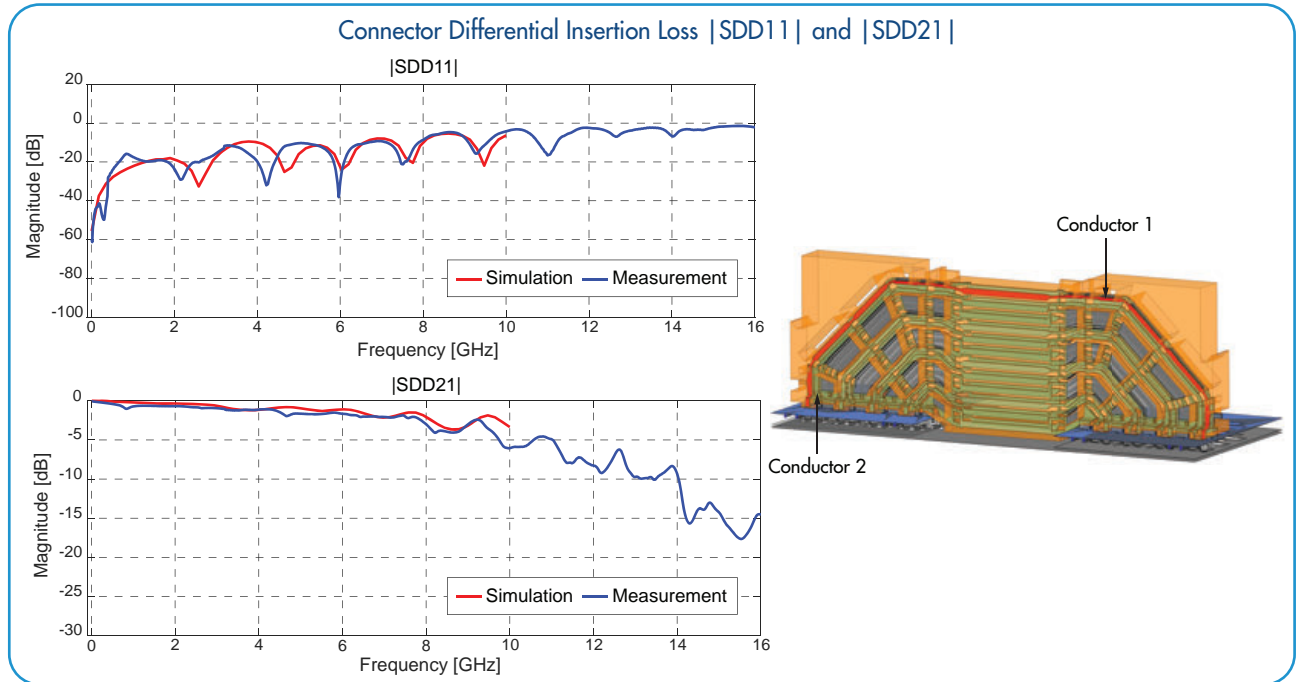 Connector Differential Insertion Loss |SDD11| and |SDD21|
|SDD11|
Magnitude [dB]
20
0
-20
-40
-60
-80
-100
Simulation
Measurement
0 2 4 6 8 10 12 14 16
Frequency [GHz]
|SDD21|
Magnitude [dB]
0
-5
-10
-15
-20
-25
-30
Simulation
Measurement
0 2 4 6 8 10 12 14 16
Frequency [GHz]
Conductor 1
Conductor 2